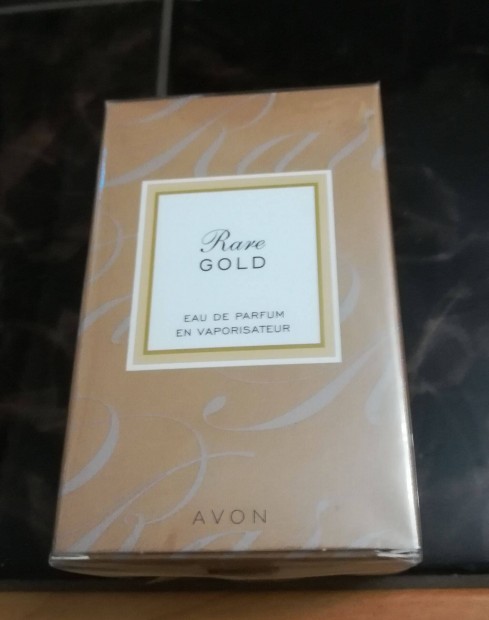 Rare
GOLD
EAU DE PARFUM
EN VAPORISATEUR
AVON